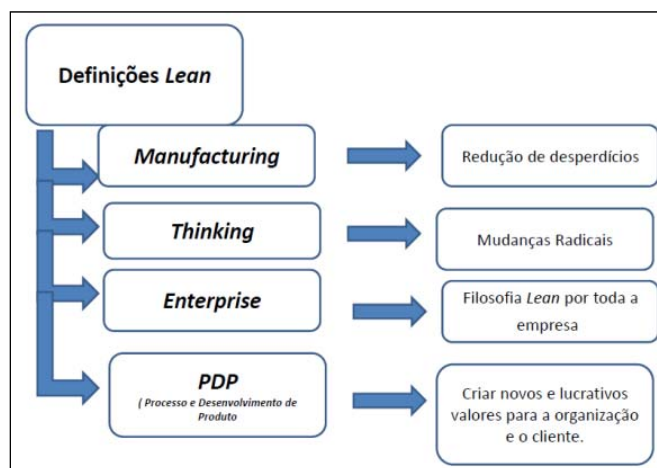 Definições Lean
Manufacturing
Redução de desperdícios
Thinking
Mudanças Radicais
Enterprise
Filosofia Lean por toda a
empresa
PDP
( Processo e Desenvolvimento de
Produto
Criar novos e lucrativos
valores para a organização
e o cliente.